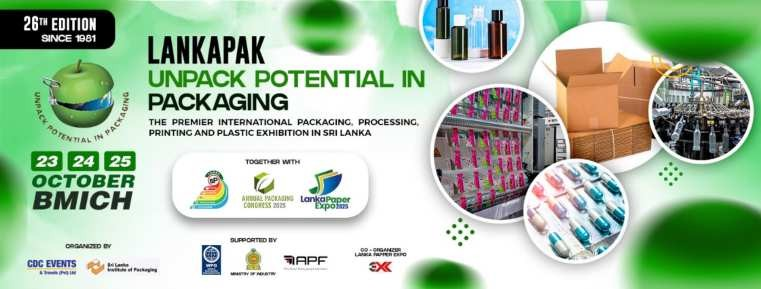 26TH EDITION
SINCE 1981
UNPACK POTENTIAL IN PACKAGING
23 24 25
OCTOBER
BMICH
LANKAPAK
UNPACK POTENTIAL IN
PACKAGING
THE PREMIER INTERNATIONAL PACKAGING, PROCESSING,
PRINTING AND PLASTIC EXHIBITION IN SRI LANKA
TOGETHER WITH
ANNUAL PACKAGING
CONGRESS 2025
LankaPaper
Expo 2025
ORGANIZED BY
CDC EVENTS
& Travels (Pvt) Ltd
Sri Lanka
Institute of Packaging
SUPPORTED BY
WPO
MINISTRY OF INDUSTRY
APF
CO - ORGANIZER
LANKA PAPPER EXPO